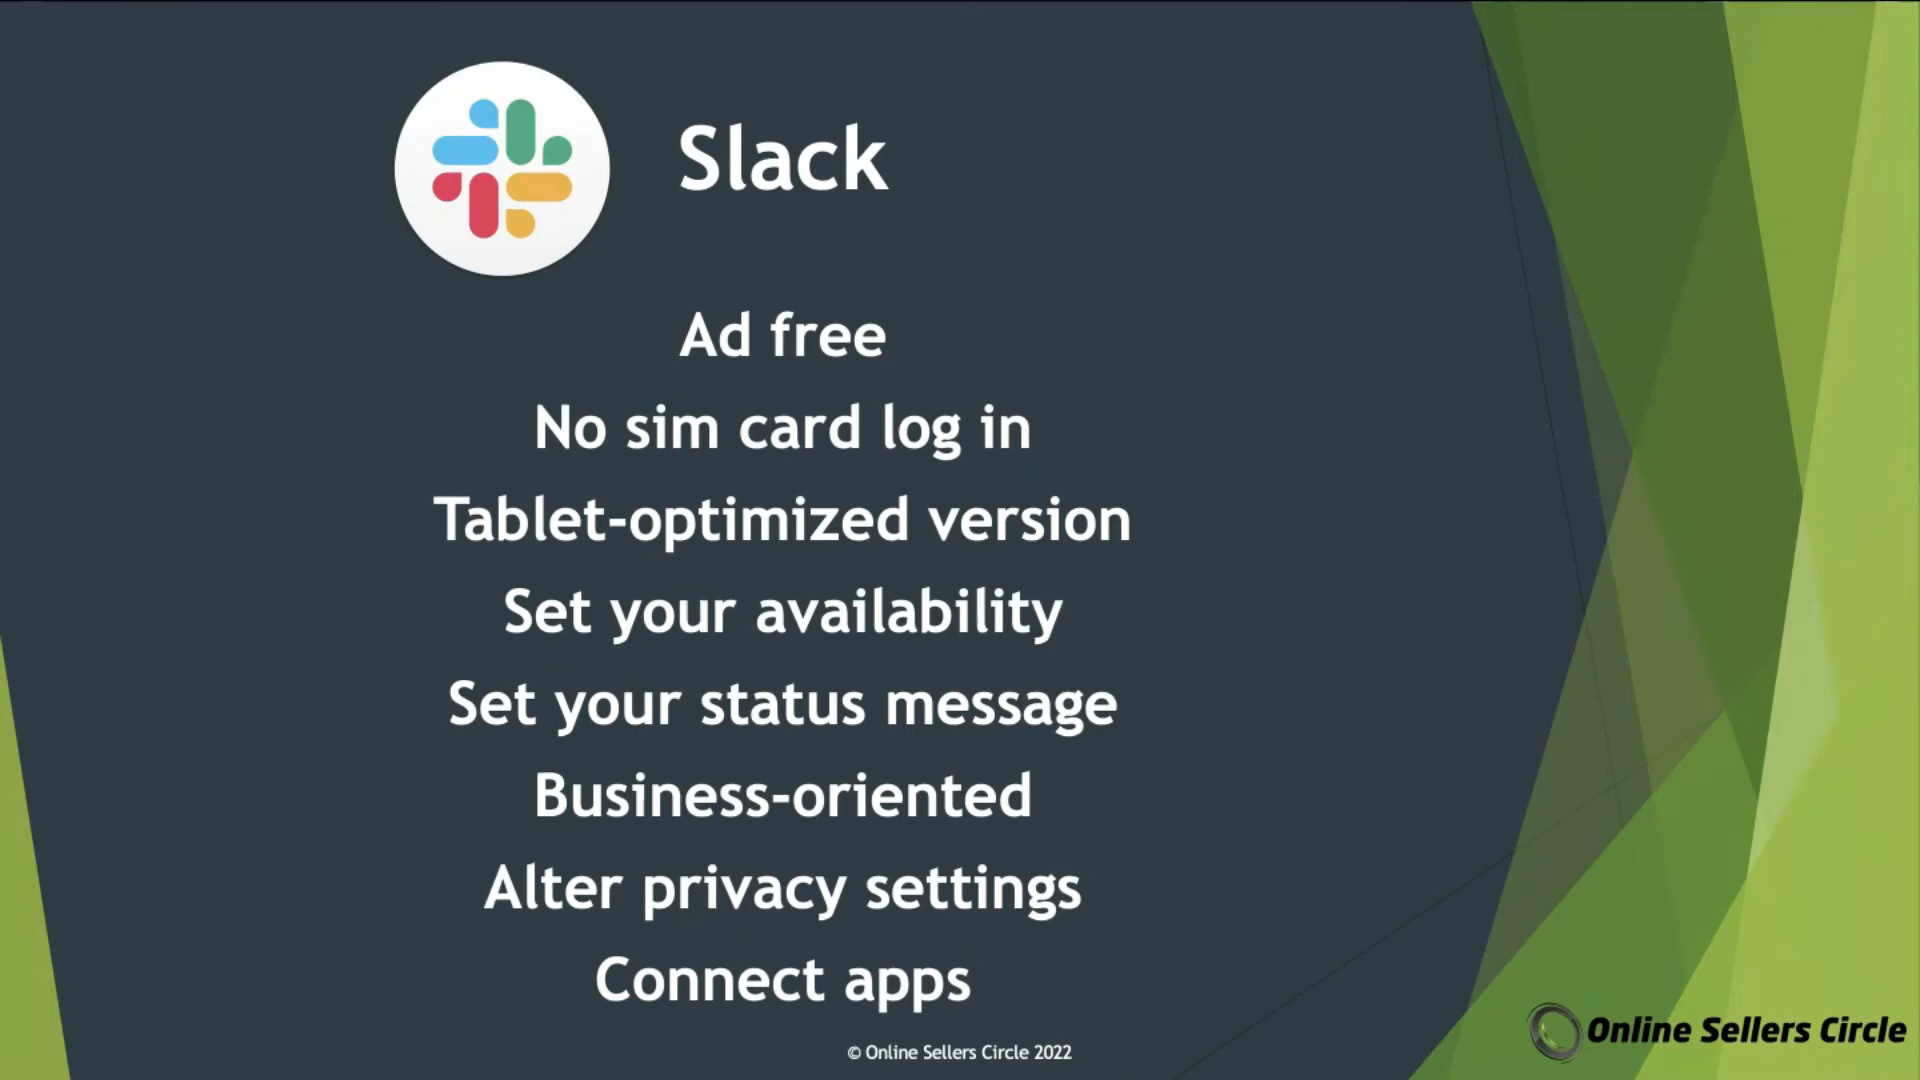 Slack
Ad free
No sim card log in
Tablet-optimized version
Set your availability
Set your status message
Business-oriented
Alter privacy settings
Connect apps
© Online Sellers Circle 2022
Online Sellers Circle